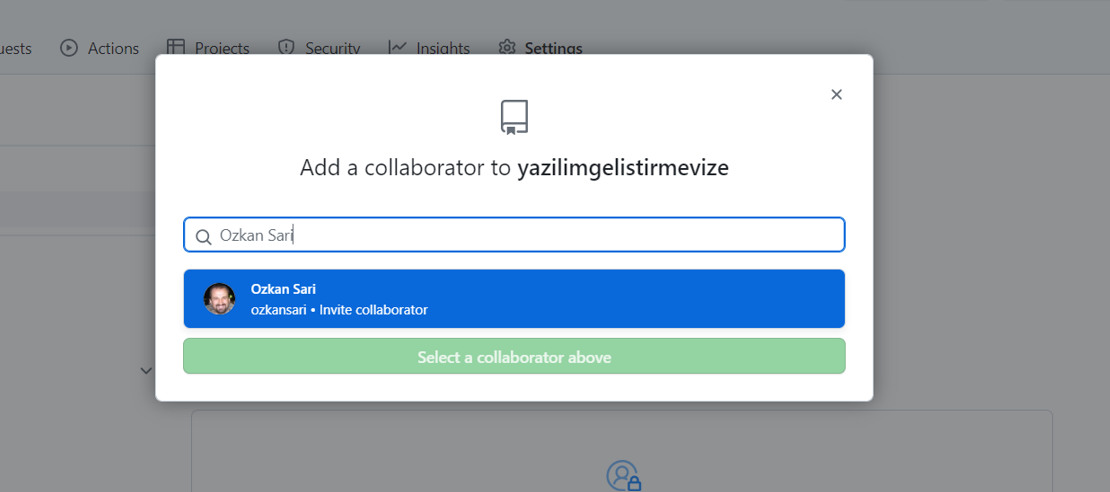 uests Actions Projects Security Insights Settings
Add a collaborator to yazilimgelistirmevize
Ozkan Sari
Ozkan Sari
ozkansari • Invite collaborator
Select a collaborator above